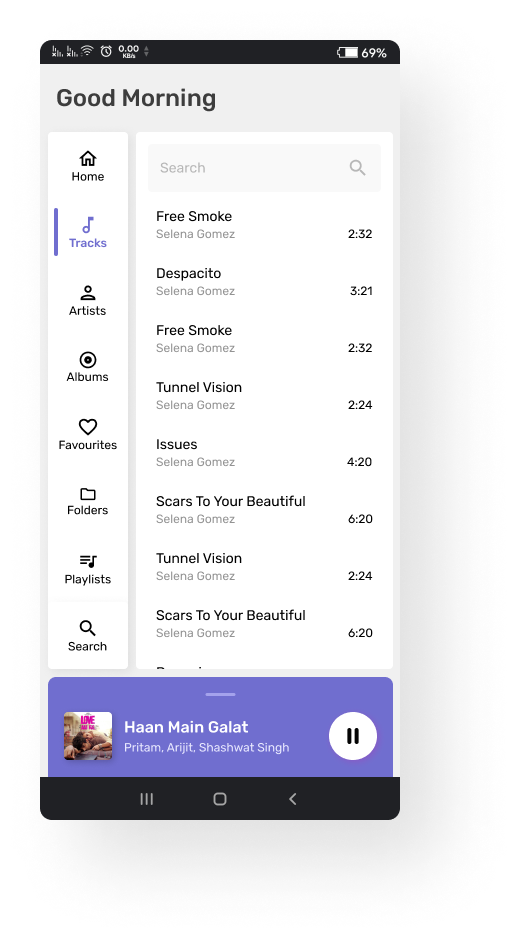 0.00
KB/s
69%
Good Morning
Home
Tracks
Artists
Albums
Favourites
Folders
Playlists
Search
Search
Free Smoke
Selena Gomez
2:32
Despacito
Selena Gomez
3:21
Free Smoke
Selena Gomez
2:32
Tunnel Vision
Selena Gomez
2:24
Issues
Selena Gomez
4:20
Scars To Your Beautiful
Selena Gomez
6:20
Tunnel Vision
Selena Gomez
2:24
Scars To Your Beautiful
Selena Gomez
6:20
LOVE
Haan Main Galat
Pritam, Arijit, Shashwat Singh